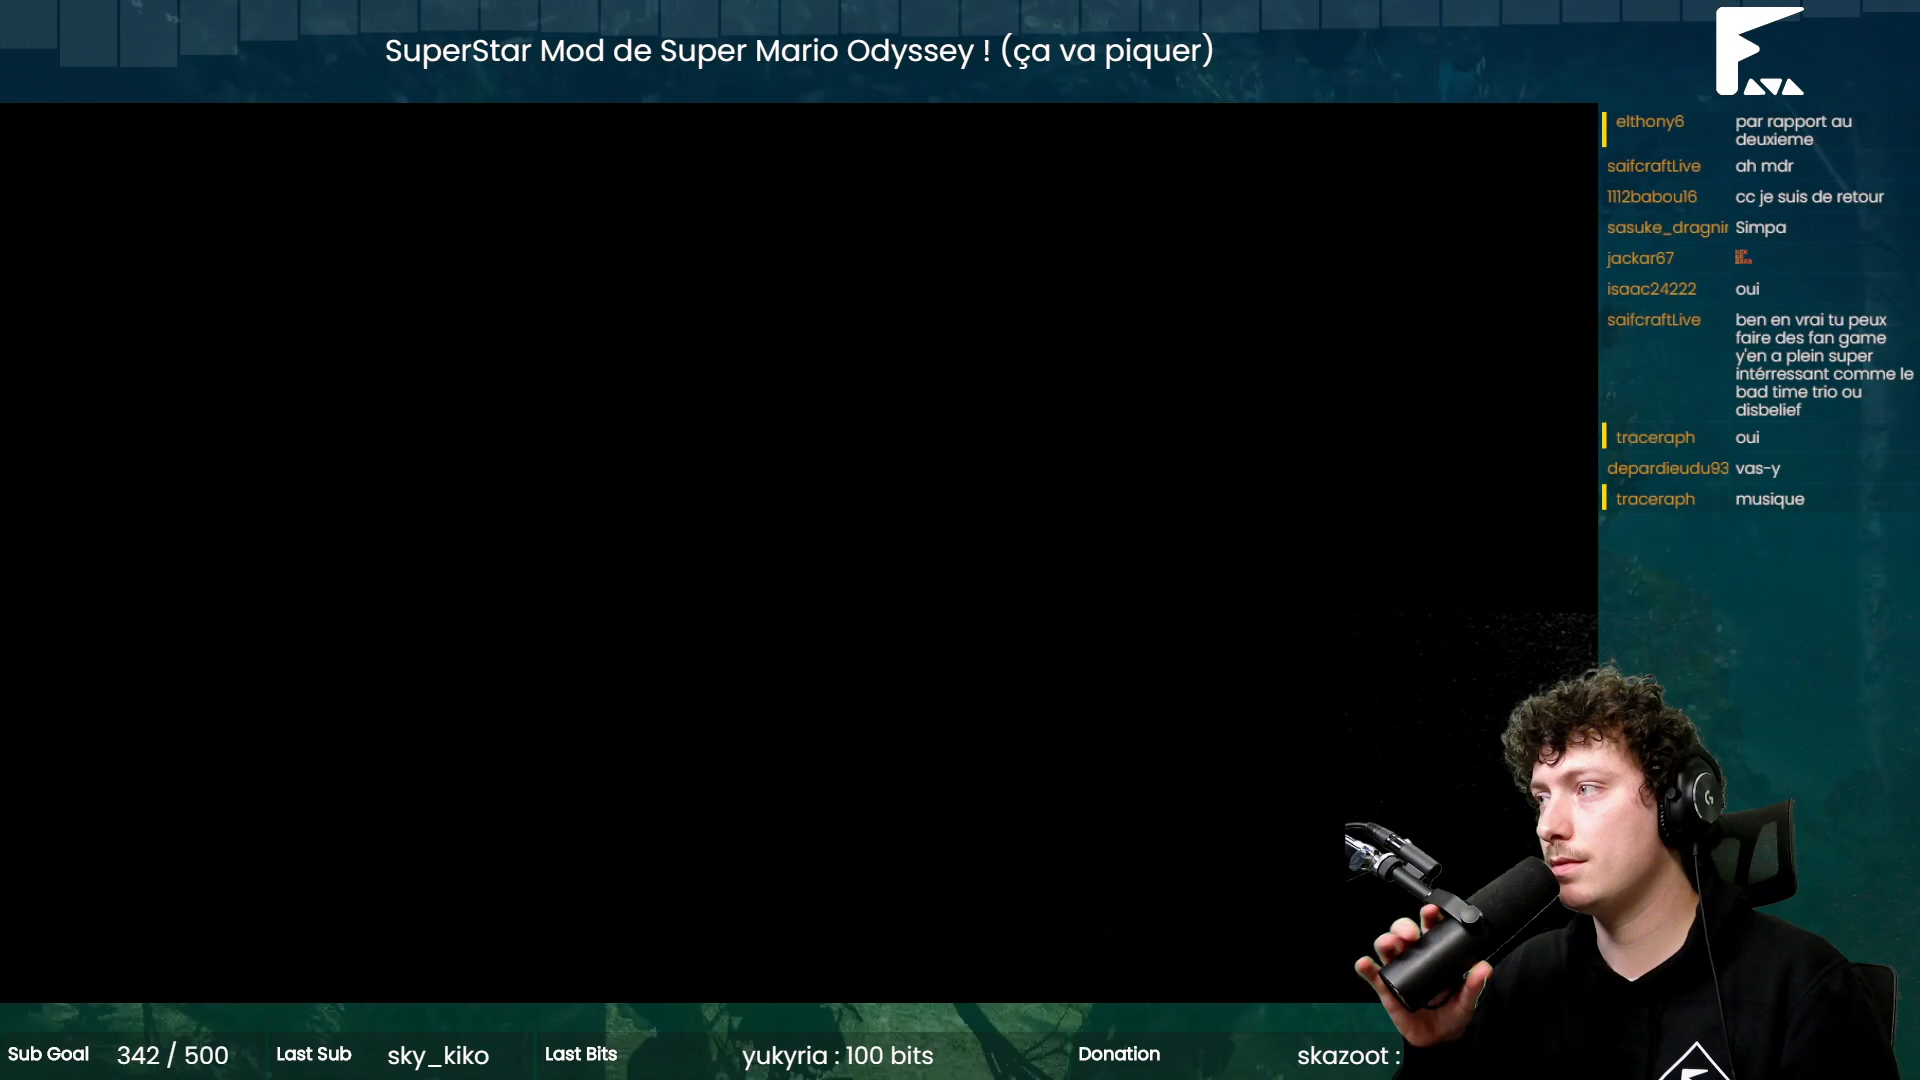 SuperStar Mod de Super Mario Odyssey ! (ça va piquer)
elthony6 par rapport au
deuxieme
saifcraftLive ah mdr
1112babou16 cc je suis de retour
sasuke_dragnir Simpa
jackar67
isaac24222 oui
saifcraftLive ben en vrai tu peux
faire des fan game
y'en a plein super
intérressant comme le
bad time trio ou
disbelief
traceraph oui
depardieudu93 vas-y
traceraph musique
Sub Goal 342 / 500 Last Sub sky_kiko Last Bits yukyria : 100 bits Donation skazoot :